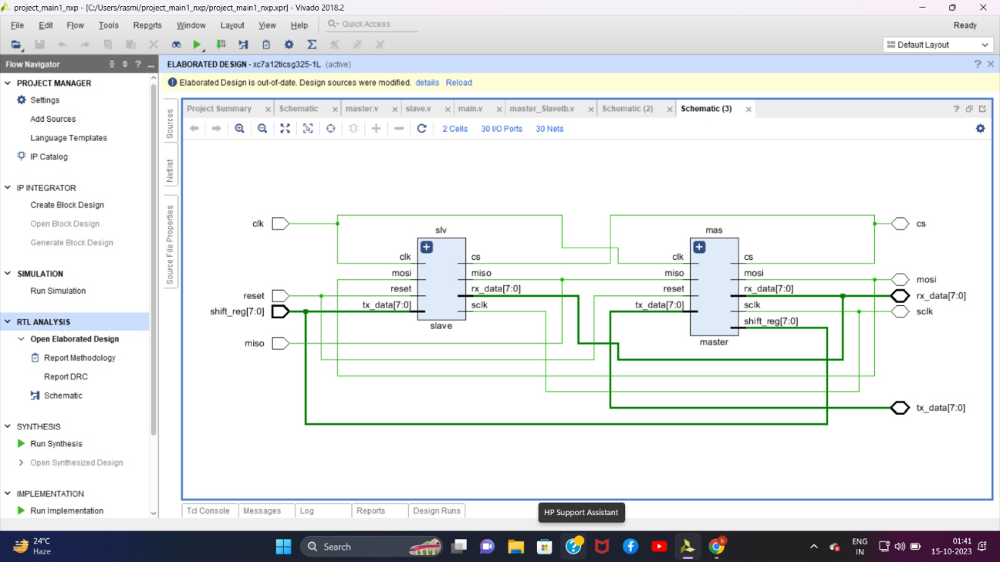 project_main1_nxp - [C:/Users/rasmi/project_main1_nxp/project_main1_nxp.xpr] - Vivado 2018.2
File Edit Flow Tools Reports Window Layout View Help Quick Access Ready
Default Layout
Flow Navigator
PROJECT MANAGER
Settings
Add Sources
Language Templates
IP Catalog
IP INTEGRATOR
Create Block Design
Open Block Design
Generate Block Design
SIMULATION
Run Simulation
RTL ANALYSIS
Open Elaborated Design
Report Methodology
Report DRC
Schematic
SYNTHESIS
Run Synthesis
Open Synthesized Design
IMPLEMENTATION
Run Implementation
ELABORATED DESIGN - xc7a12ticsg325-1L (active)
Elaborated Design is out-of-date. Design sources were modified. details Reload
Sources
Netlist
Source File Properties
Project Summary Schematic master.v slave.v main.v master_Slavetb.v Schematic (2) Schematic (3)
2 Cells 30 I/O Ports 30 Nets
clk
reset
shift_reg[7:0]
miso
slv
clk cs
mosi miso
reset rx_data[7:0]
tx_data[7:0] sclk
slave
mas
clk cs
miso mosi
reset rx_data[7:0]
tx_data[7:0] sclk
shift_reg[7:0]
master
cs
mosi
rx_data[7:0]
sclk
tx_data[7:0]
Tcl Console Messages Log Reports Design Runs
HP Support Assistant
24°C
Haze
Search
ENG
IN
01:41
15-10-2023